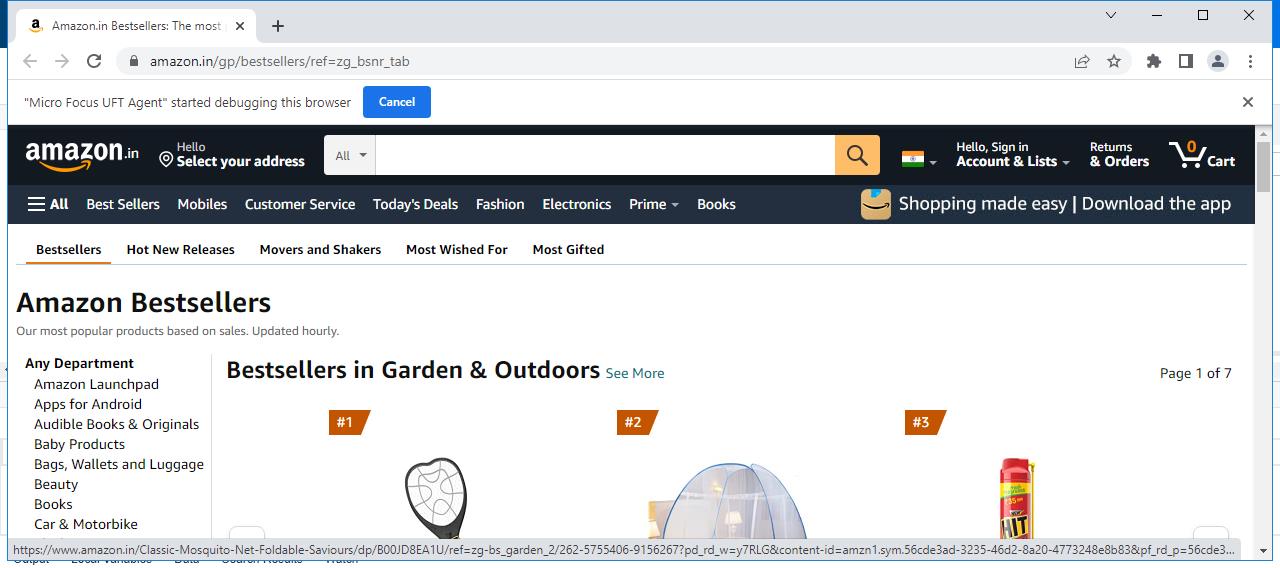 Amazon.in Bestsellers: The most
amazon.in/gp/bestsellers/ref=zg_bsnr_tab
"Micro Focus UFT Agent" started debugging this browser
Cancel
amazon.in
Hello
Select your address
All
Hello, Sign in
Account & Lists
Returns
& Orders
0
Cart
All
Best Sellers
Mobiles
Customer Service
Today's Deals
Fashion
Electronics
Prime
Books
Shopping made easy | Download the app
Bestsellers
Hot New Releases
Movers and Shakers
Most Wished For
Most Gifted
Amazon Bestsellers
Our most popular products based on sales. Updated hourly.
Any Department
Amazon Launchpad
Apps for Android
Audible Books & Originals
Baby Products
Bags, Wallets and Luggage
Beauty
Books
Car & Motorbike
Bestsellers in Garden & Outdoors See More
Page 1 of 7
#1
#2
#3
HIT
https://www.amazon.in/Classic-Mosquito-Net-Foldable-Saviours/dp/B00JD8EA1U/ref=zg-bs_garden_2/262-5755406-9156267?pd_rd_w=y7RLG&content-id=amzn1.sym.56cde3ad-3235-46d2-8a20-4773248e8b83&pf_rd_p=56cde3...